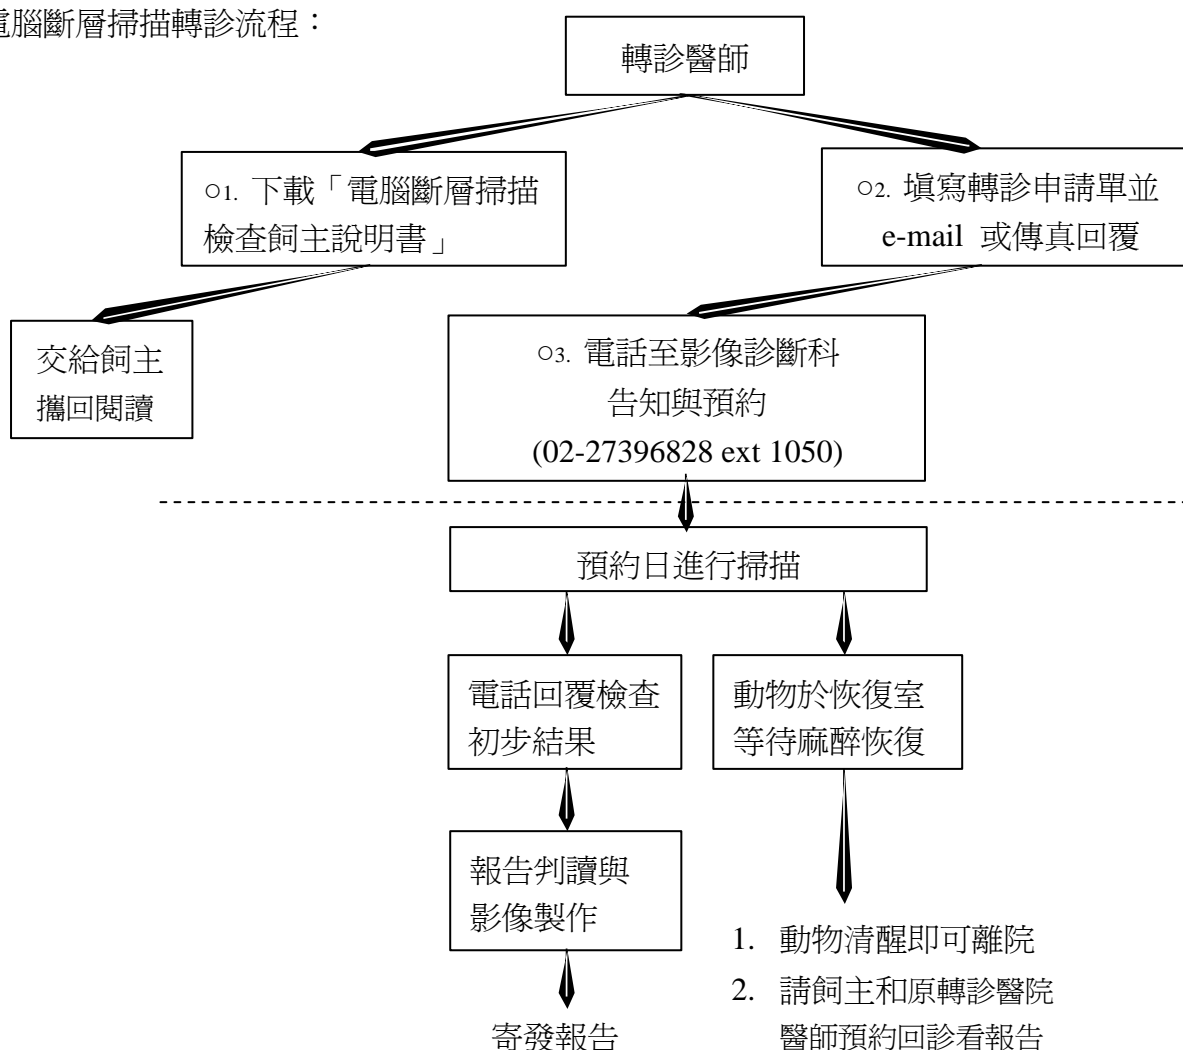 電腦斷層掃描轉診流程：
轉診醫師
○1. 下載「電腦斷層掃描
檢查飼主說明書」
○2. 填寫轉診申請單並
e-mail 或傳真回覆
交給飼主
攜回閱讀
○3. 電話至影像診斷科
告知與預約
(02-27396828 ext 1050)
預約日進行掃描
電話回覆檢查
初步結果
動物於恢復室
等待麻醉恢復
報告判讀與
影像製作
寄發報告
1. 動物清醒即可離院
2. 請飼主和原轉診醫院
醫師預約回診看報告